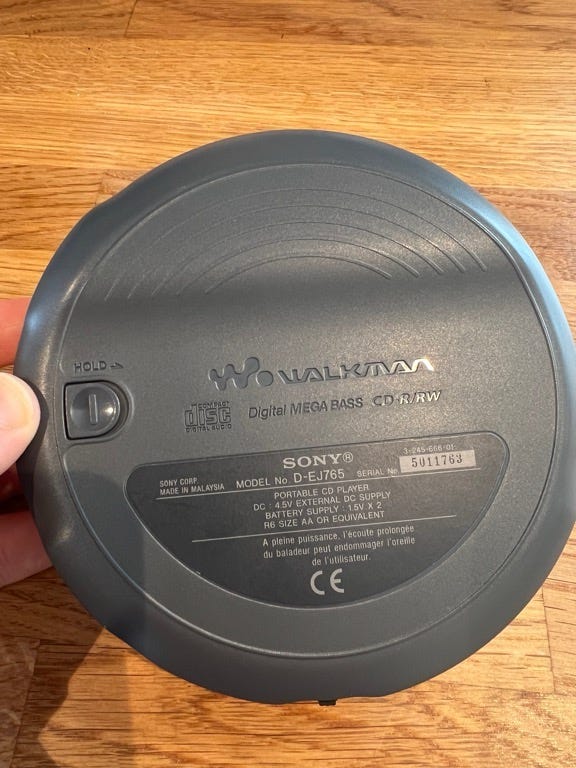 HOLD
WALKMAN
COMPACT
disc
DIGITAL AUDIO
Digital MEGA BASS CD-R/RW
SONY®
3-245-666-01
SONY CORP.
MADE IN MALAYSIA
MODEL No. D-EJ765
SERIAL No.
5011763
PORTABLE CD PLAYER
DC : 4.5V EXTERNAL DC SUPPLY
BATTERY SUPPLY : 1.5V X 2
R6 SIZE AA OR EQUIVALENT
A pleine puissance, l'écoute prolongée
du baladeur peut endommager l'oreille
de l'utilisateur.
CE